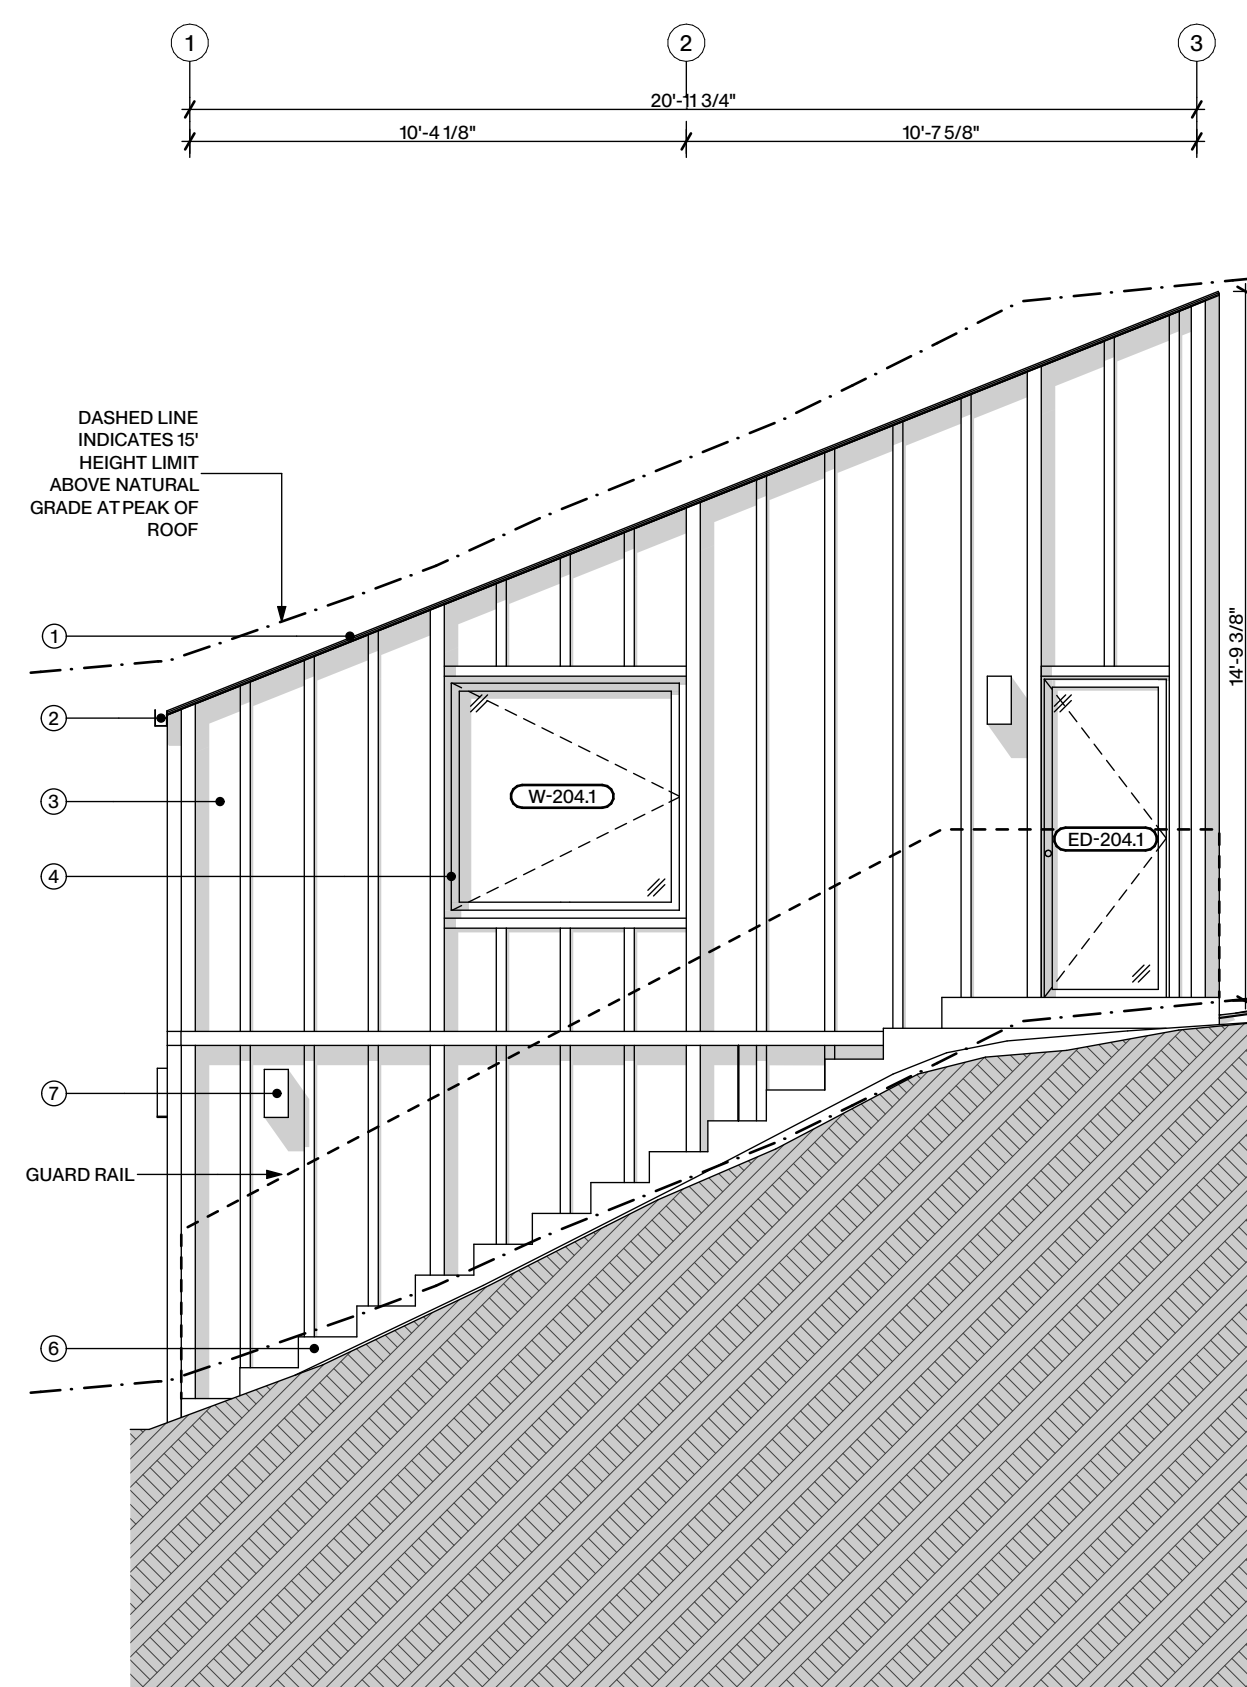 1
2
3
20'-11 3/4"
10'-4 1/8"
10'-7 5/8"
DASHED LINE
INDICATES 15'
HEIGHT LIMIT
ABOVE NATURAL
GRADE AT PEAK OF
ROOF
1
14'-9 3/8"
2
3
W-204.1
ED-204.1
4
7
GUARD RAIL
6